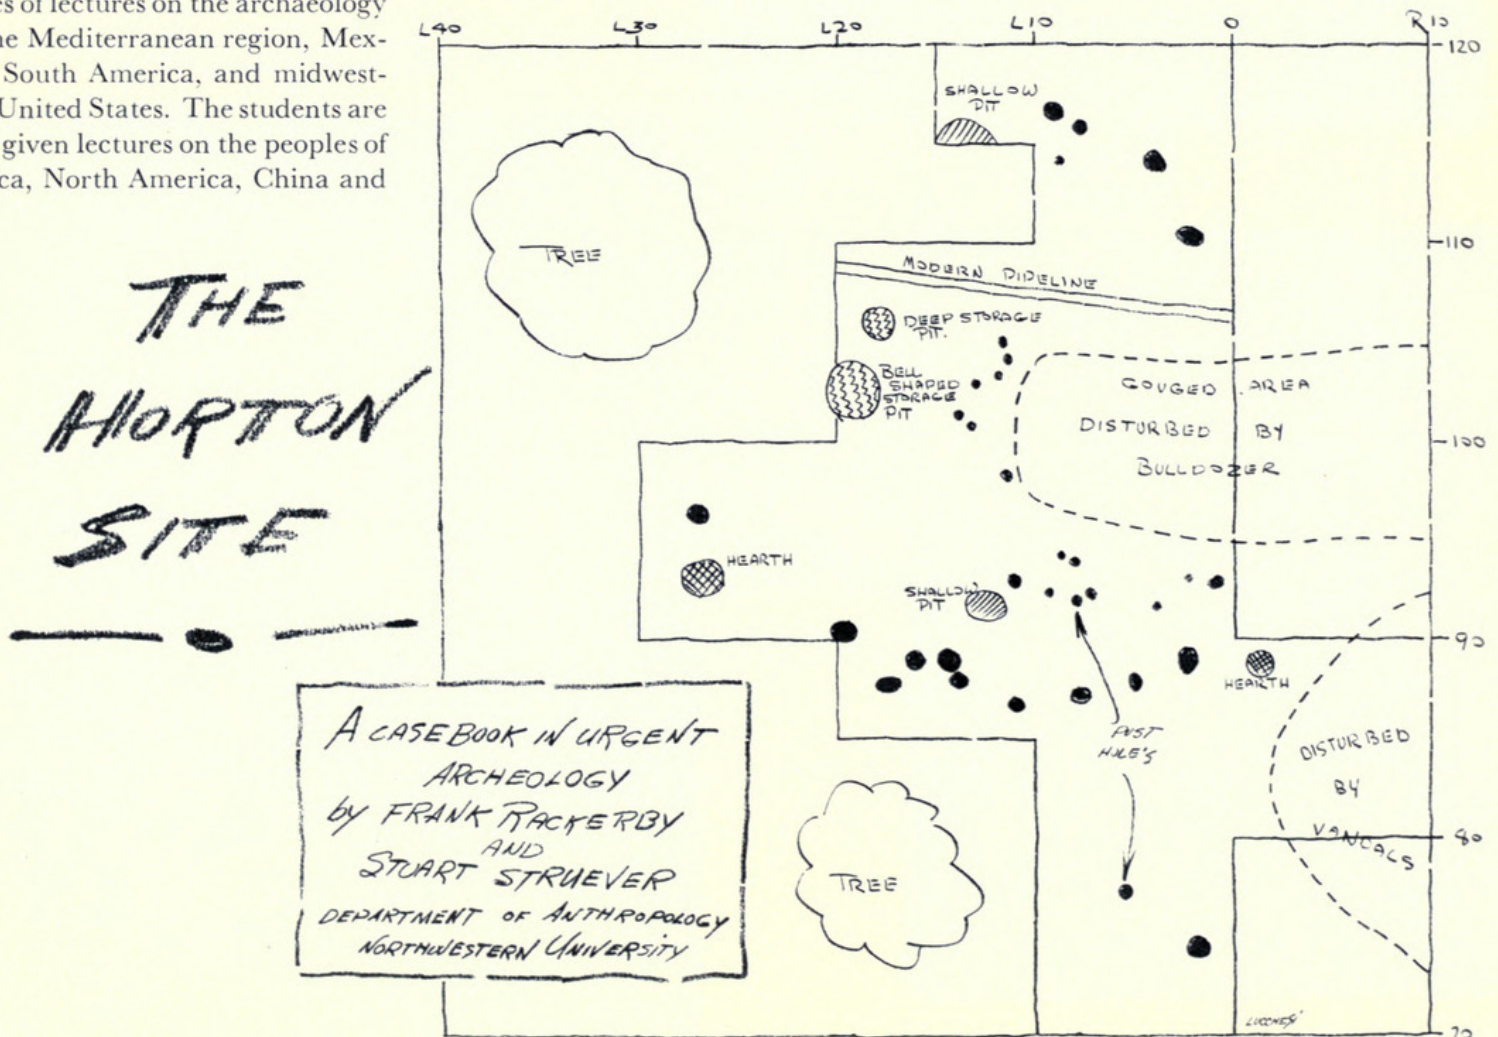 es of lectures on the archaeology
he Mediterranean region, Mex-
South America, and midwest-
United States. The students are
given lectures on the peoples of
ca, North America, China and
THE
HORTON
SITE
A CASEBOOK IN URGENT
ARCHEOLOGY
by FRANK RACKERBY
AND
STUART STRUEVER
DEPARTMENT OF ANTHROPOLOGY
NORTHWESTERN UNIVERSITY
L40 L30 L20 L10 0 R10
120
SHALLOW
PIT
TREE
110
MODERN PIPELINE
DEEP STORAGE
PIT.
BELL
SHAPED
STORAGE
PIT
GOUGED AREA
DISTURBED BY
BULLDOZER
100
HEARTH
SHALLOW
PIT
90
HEARTH
POST
HOLE'S
DISTURBED
BY
VANDALS
80
TREE
LUCCHESI
70